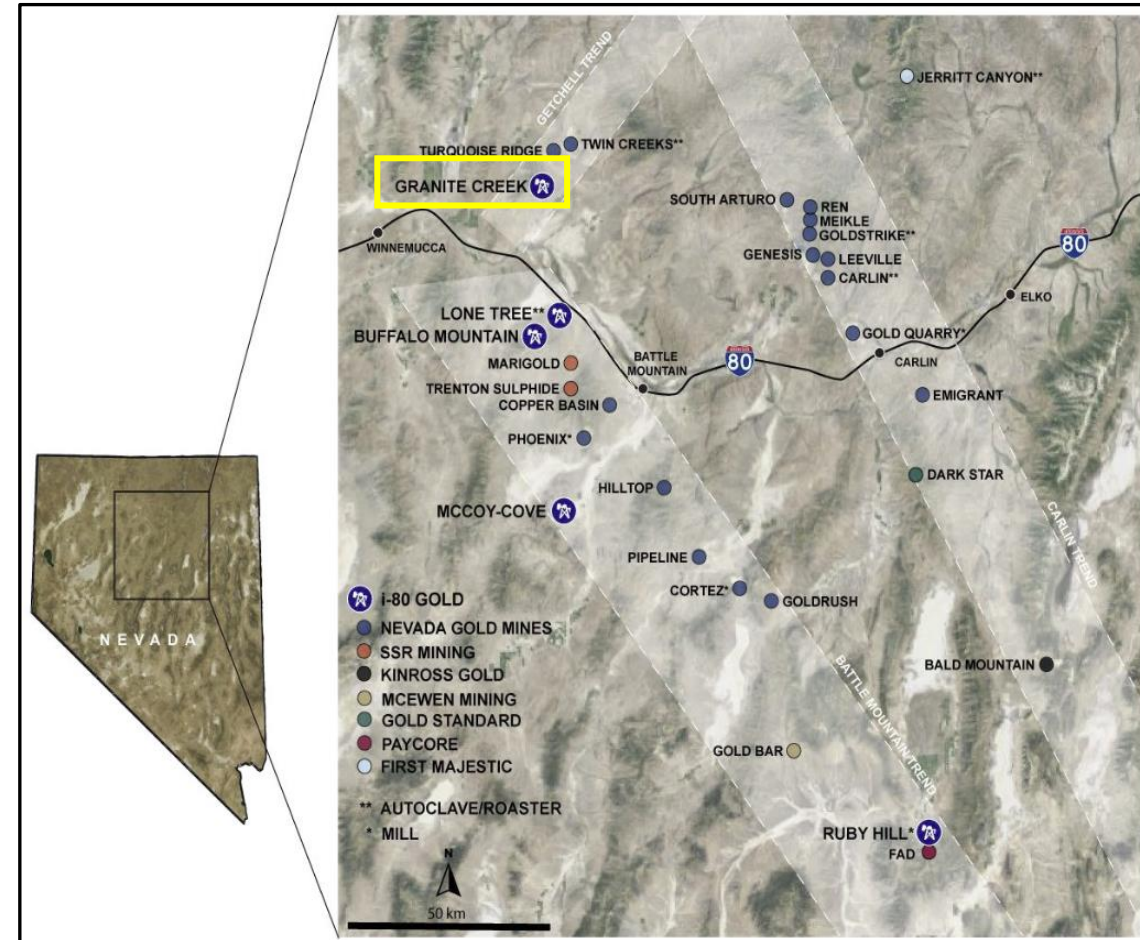 GETCHELL TREND
JERRITT CANYON**
TWIN CREEKS**
TURQUOISE RIDGE
GRANITE CREEK
SOUTH ARTURO
REN
MEIKLE
GOLDSTRIKE**
WINNEMUCCA
INTERSTATE
80
GENESIS
LEEVILLE
CARLIN**
ELKO
LONE TREE**
BUFFALO MOUNTAIN
GOLD QUARRY*
CARLIN
BATTLE
MOUNTAIN
INTERSTATE
80
MARIGOLD
TRENTON SULPHIDE
COPPER BASIN
EMIGRANT
PHOENIX*
DARK STAR
HILLTOP
MCCOY-COVE
CARLIN TREND
PIPELINE
CORTEZ*
GOLDRUSH
BATTLE MOUNTAIN TREND
BALD MOUNTAIN
GOLD BAR
RUBY HILL*
FAD
NEVADA
i-80 GOLD
NEVADA GOLD MINES
SSR MINING
KINROSS GOLD
MCEWEN MINING
GOLD STANDARD
PAYCORE
FIRST MAJESTIC
** AUTOCLAVE/ROASTER
* MILL
N
50 km